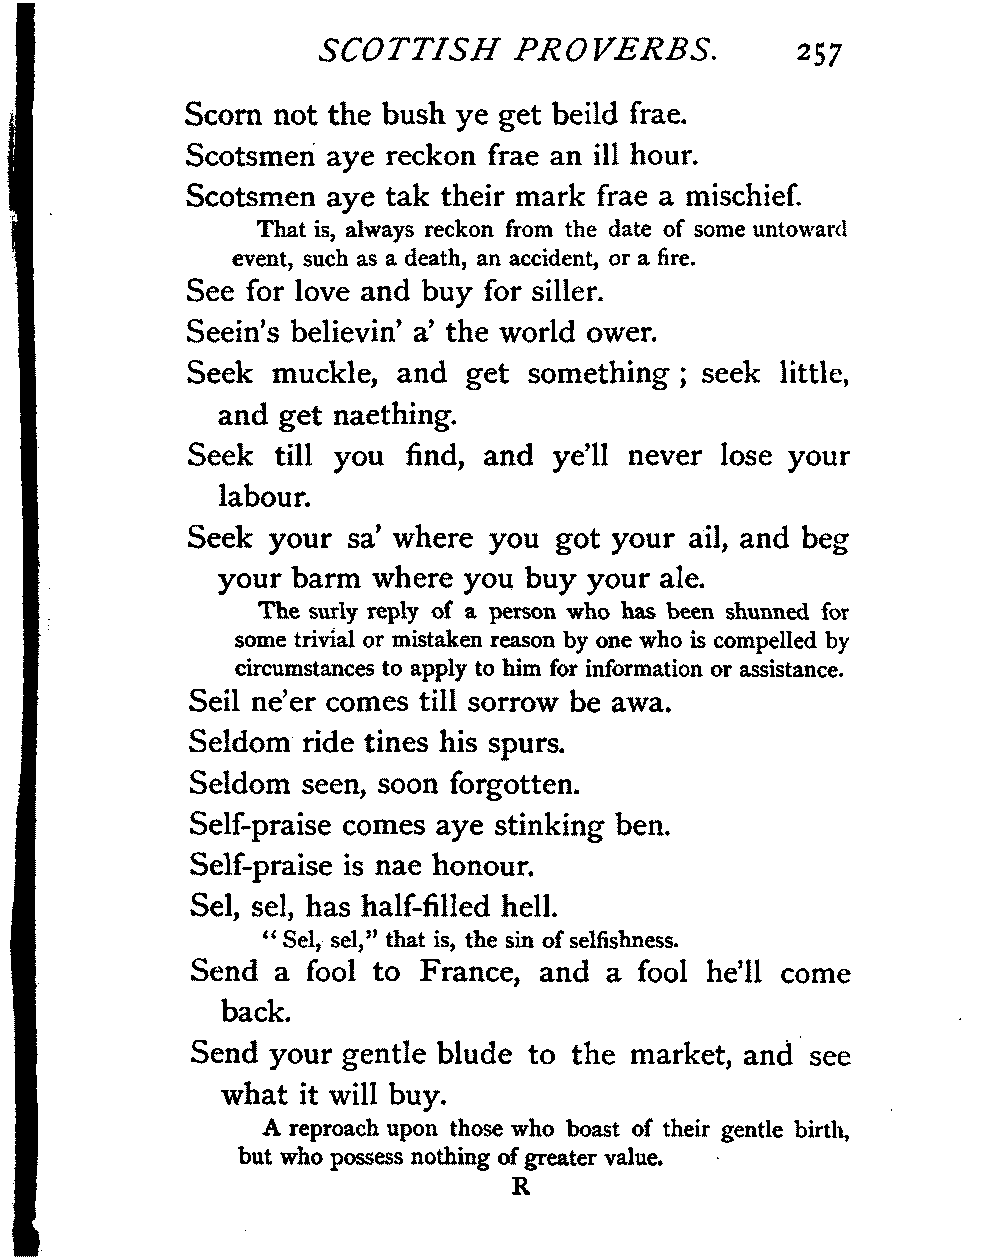 SCOTTISH PROVERBS. 257
Scorn not the bush ye get beild frae.
Scotsmen aye reckon frae an ill hour.
Scotsmen aye tak their mark frae a mischief.
That is, always reckon from the date of some untoward
event, such as a death, an accident, or a fire.
See for love and buy for siller.
Seein's believin’ a’ the world ower.
Seek muckle, and get something ; seek little,
and get naething.
Seek till you find, and ye’ll never lose your
labour.
Seek your sa’ where you got your ail, and beg
your barm where you buy your ale.
The surly reply of a person who has been shunned for
some trivial or mistaken reason by one who is compelled by
circumstances to apply to him for information or assistance.
Seil ne’er comes till sorrow be awa.
Seldom ride tines his spurs.
Seldom seen, soon forgotten.
Self-praise comes aye stinking ben.
Self-praise is nae honour.
Sel, sel, has half-filled hell.
“ Sel, sel,” that is, the sin of selfishness.
Send a fool to France, and a fool he’ll come
back.
Send your gentle blude to the market, and see
what it will buy.
A reproach upon those who boast of their gentle birth,
but who possess nothing of greater value.
R